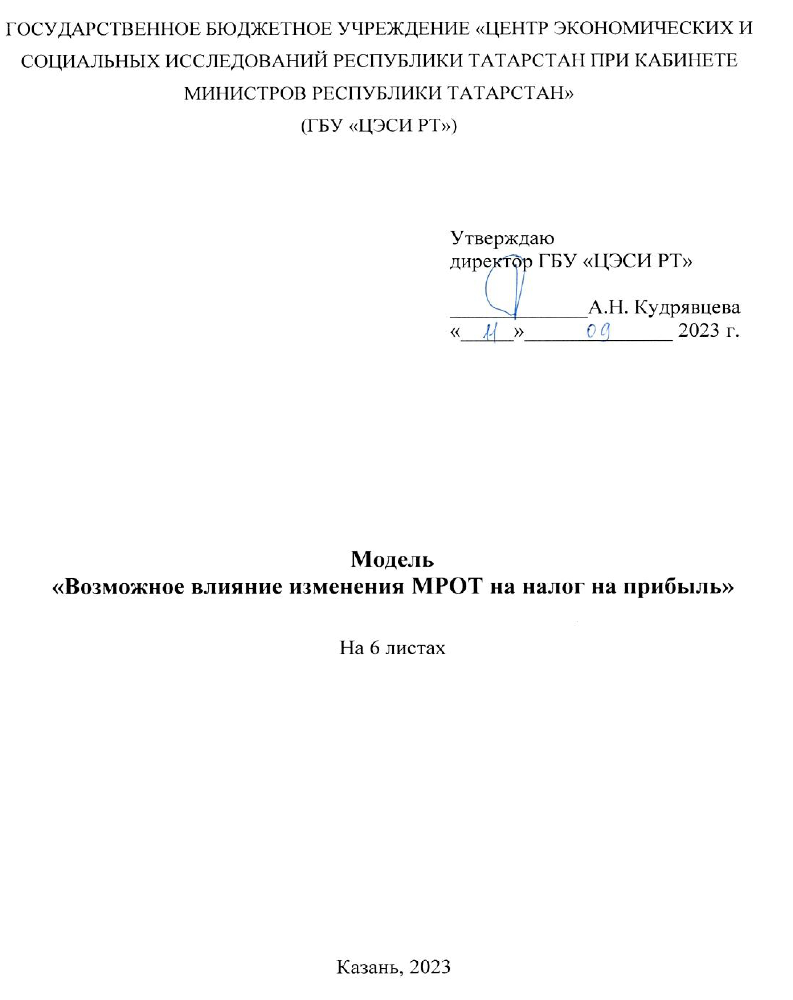 ГОСУДАРСТВЕННОЕ БЮДЖЕТНОЕ УЧРЕЖДЕНИЕ «ЦЕНТР ЭКОНОМИЧЕСКИХ И
СОЦИАЛЬНЫХ ИССЛЕДОВАНИЙ РЕСПУБЛИКИ ТАТАРСТАН ПРИ КАБИНЕТЕ
МИНИСТРОВ РЕСПУБЛИКИ ТАТАРСТАН»
(ГБУ «ЦЭСИ РТ»)
Утверждаю
директор ГБУ «ЦЭСИ РТ»
______________А.Н. Кудрявцева
«__11__»______09______ 2023 г.
Модель
«Возможное влияние изменения МРОТ на налог на прибыль»
На 6 листах
Казань, 2023